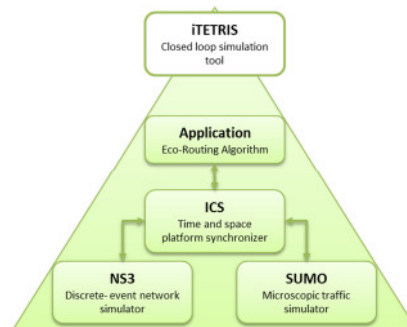 iTETRIS
Closed loop simulation
tool
Application
Eco-Routing Algorithm
ICS
Time and space
platform synchronizer
NS3
Discrete-event network
simulator
SUMO
Microscopic traffic
simulator